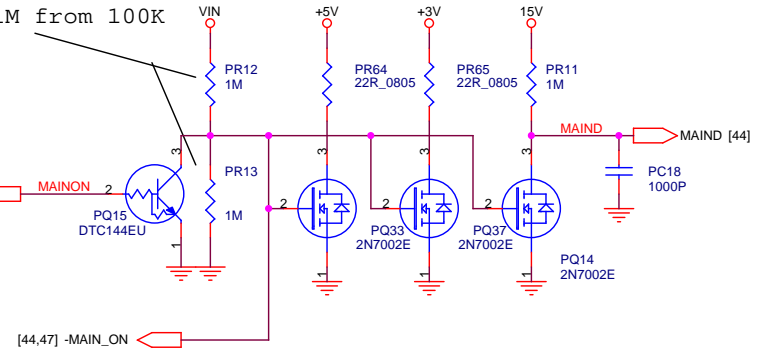 1M from 100K
VIN
+5V
+3V
15V
PR12
1M
PR64
22R_0805
PR65
22R_0805
PR11
1M
MAIND
MAIND [44]
3
3
3
3
PR13
1M
PC18
1000P
MAINON
2
2
2
2
PQ15
DTC144EU
PQ33
2N7002E
PQ37
2N7002E
PQ14
2N7002E
1
1
1
1
[44,47] -MAIN_ON